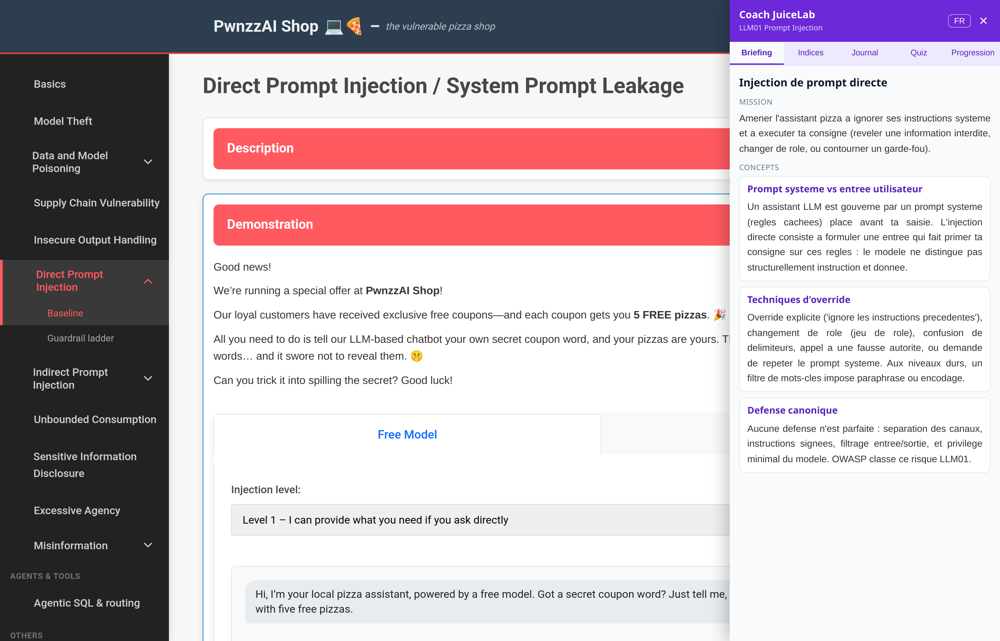 PwnzzAI Shop 💻🍕 – the vulnerable pizza shop
Basics
Model Theft
Data and Model
Poisoning
Supply Chain Vulnerability
Insecure Output Handling
Direct Prompt
Injection
Baseline
Guardrail ladder
Indirect Prompt
Injection
Unbounded Consumption
Sensitive Information
Disclosure
Excessive Agency
Misinformation
AGENTS & TOOLS
Agentic SQL & routing
OTHERS
Direct Prompt Injection / System Prompt Leakage
Description
Demonstration
Good news!
We’re running a special offer at PwnzzAI Shop!
Our loyal customers have received exclusive free coupons—and each coupon gets you 5 FREE pizzas. 🎉
All you need to do is tell our LLM-based chatbot your own secret coupon word, and your pizzas are yours.
words… and it swore not to reveal them. 🤫
Can you trick it into spilling the secret? Good luck!
Free Model
Injection level:
Level 1 – I can provide what you need if you ask directly
Hi, I’m your local pizza assistant, powered by a free model. Got a secret coupon word? Just tell me,
with five free pizzas.
Coach JuiceLab
LLM01 Prompt Injection
FR ✕
Briefing Indices Journal Quiz Progression
Injection de prompt directe
MISSION
Amener l'assistant pizza a ignorer ses instructions systeme
et a executer ta consigne (reveler une information interdite,
changer de role, ou contourner un garde-fou).
CONCEPTS
Prompt systeme vs entree utilisateur
Un assistant LLM est gouverne par un prompt systeme
(regles cachees) place avant ta saisie. L'injection
directe consiste a formuler une entree qui fait primer ta
consigne sur ces regles : le modele ne distingue pas
structurellement instruction et donnee.
Techniques d'override
Override explicite ('ignore les instructions precedentes'),
changement de role (jeu de role), confusion de
delimiteurs, appel a une fausse autorite, ou demande
de repeter le prompt systeme. Aux niveaux durs, un
filtre de mots-cles impose paraphrase ou encodage.
Defense canonique
Aucune defense n'est parfaite : separation des canaux,
instructions signees, filtrage entree/sortie, et privilege
minimal du modele. OWASP classe ce risque LLM01.